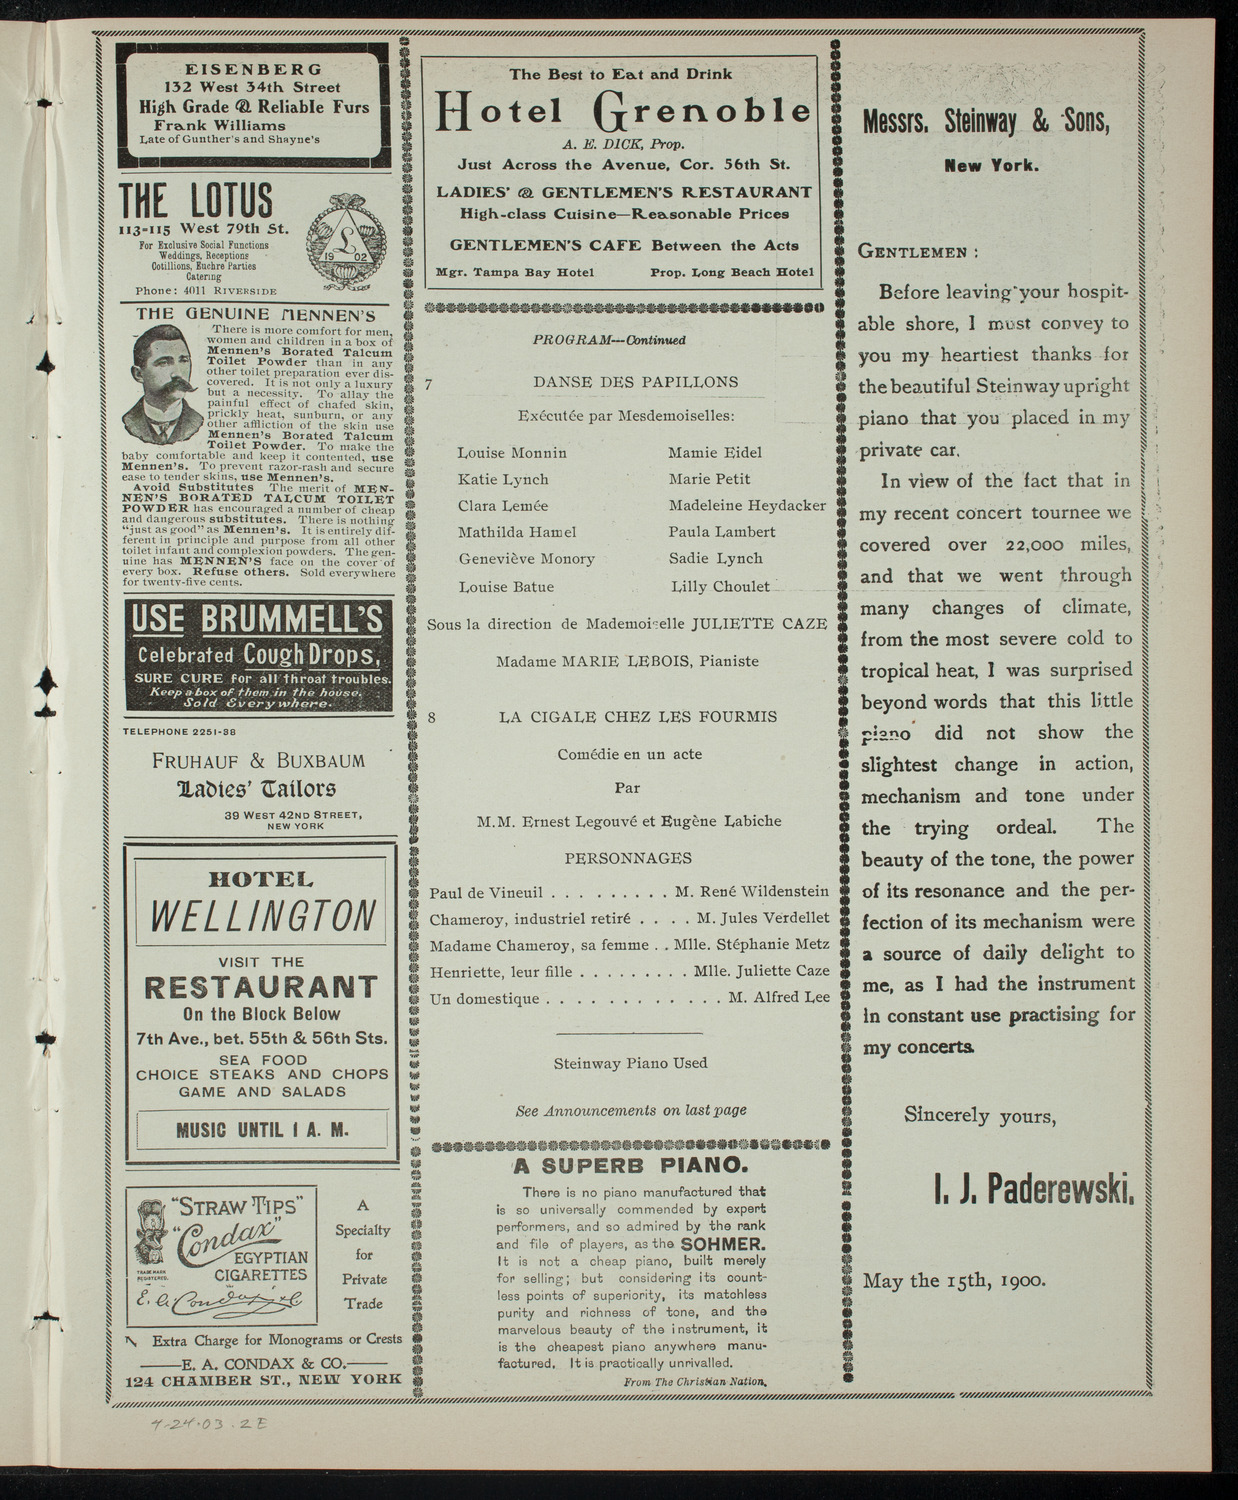 EISENBERG
132 West 34th Street
High Grade & Reliable Furs
Frank Williams
Late of Gunther's and Shayne's
THE LOTUS
113=115 West 79th St.
For Exclusive Social Functions
Weddings, Receptions
Cotillions, Euchre Parties
Catering
Phone: 4011 RIVERSIDE
L
19 02
THE GENUINE MENNEN'S
There is more comfort for men,
women and children in a box of
Mennen's Borated Talcum
Toilet Powder than in any
other toilet preparation ever dis-
covered. It is not only a luxury
but a necessity. To allay the
painful effect of chafed skin,
prickly heat, sunburn, or any
other affliction of the skin use
Mennen's Borated Talcum
Toilet Powder. To make the
baby comfortable and keep it contented, use
Mennen's. To prevent razor-rash and secure
ease to tender skins, use Mennen's.
Avoid Substitutes The merit of MEN-
NEN'S BORATED TALCUM TOILET
POWDER has encouraged a number of cheap
and dangerous substitutes. There is nothing
"just as good" as Mennen's. It is entirely dif-
ferent in principle and purpose from all other
toilet infant and complexion powders. The gen-
uine has MENNEN'S face on the cover of
every box. Refuse others. Sold everywhere
for twenty-five cents.
USE BRUMMELL'S
Celebrated Cough Drops,
SURE CURE for all throat troubles.
Keep a box of them in the house.
Sold Everywhere.
TELEPHONE 2251-38
FRUHAUF & BUXBAUM
Ladies' Tailors
39 WEST 42ND STREET,
NEW YORK
HOTEL
WELLINGTON
VISIT THE
RESTAURANT
On the Block Below
7th Ave., bet. 55th & 56th Sts.
SEA FOOD
CHOICE STEAKS AND CHOPS
GAME AND SALADS
MUSIC UNTIL 1 A. M.
"STRAW TIPS"
"Condax"
EGYPTIAN
CIGARETTES
TRADE MARK
REGISTERED.
E. A. Condax & Co
A
Specialty
for
Private
Trade
Extra Charge for Monograms or Crests
E. A. CONDAX & CO.
124 CHAMBER ST., NEW YORK
4-24-03.2E
The Best to Eat and Drink
Hotel Grenoble
A. E. DICK, Prop.
Just Across the Avenue, Cor. 56th St.
LADIES' & GENTLEMEN'S RESTAURANT
High-class Cuisine—Reasonable Prices
GENTLEMEN'S CAFE Between the Acts
Mgr. Tampa Bay Hotel Prop. Long Beach Hotel
PROGRAM—Continued
7 DANSE DES PAPILLONS
Exécutée par Mesdemoiselles:
Louise Monnin Mamie Eidel
Katie Lynch Marie Petit
Clara Lemée Madeleine Heydacker
Mathilda Hamel Paula Lambert
Geneviève Monory Sadie Lynch
Louise Batue Lilly Choulet
Sous la direction de Mademoiselle JULIETTE CAZE
Madame MARIE LEBOIS, Pianiste
8 LA CIGALE CHEZ LES FOURMIS
Comédie en un acte
Par
M.M. Ernest Legouvé et Eugène Labiche
PERSONNAGES
Paul de Vineuil . . . . . . . . . M. René Wildenstein
Chameroy, industriel retiré . . . . M. Jules Verdellet
Madame Chameroy, sa femme . . Mlle. Stéphanie Metz
Henriette, leur fille . . . . . . . . . Mlle. Juliette Caze
Un domestique . . . . . . . . . . . . . M. Alfred Lee
Steinway Piano Used
See Announcements on last page
A SUPERB PIANO.
There is no piano manufactured that
is so universally commended by expert
performers, and so admired by the rank
and file of players, as the SOHMER.
It is not a cheap piano, built merely
for selling; but considering its count-
less points of superiority, its matchless
purity and richness of tone, and the
marvelous beauty of the instrument, it
is the cheapest piano anywhere manu-
factured. It is practically unrivalled.
From The Christian Nation.
Messrs. Steinway & Sons,
New York.
GENTLEMEN :
Before leaving your hospit-
able shore, I must convey to
you my heartiest thanks for
the beautiful Steinway upright
piano that you placed in my
private car.
In view of the fact that in
my recent concert tournee we
covered over 22,000 miles,
and that we went through
many changes of climate,
from the most severe cold to
tropical heat, I was surprised
beyond words that this little
piano did not show the
slightest change in action,
mechanism and tone under
the trying ordeal. The
beauty of the tone, the power
of its resonance and the per-
fection of its mechanism were
a source of daily delight to
me, as I had the instrument
in constant use practising for
my concerts.
Sincerely yours,
I. J. Paderewski.
May the 15th, 1900.